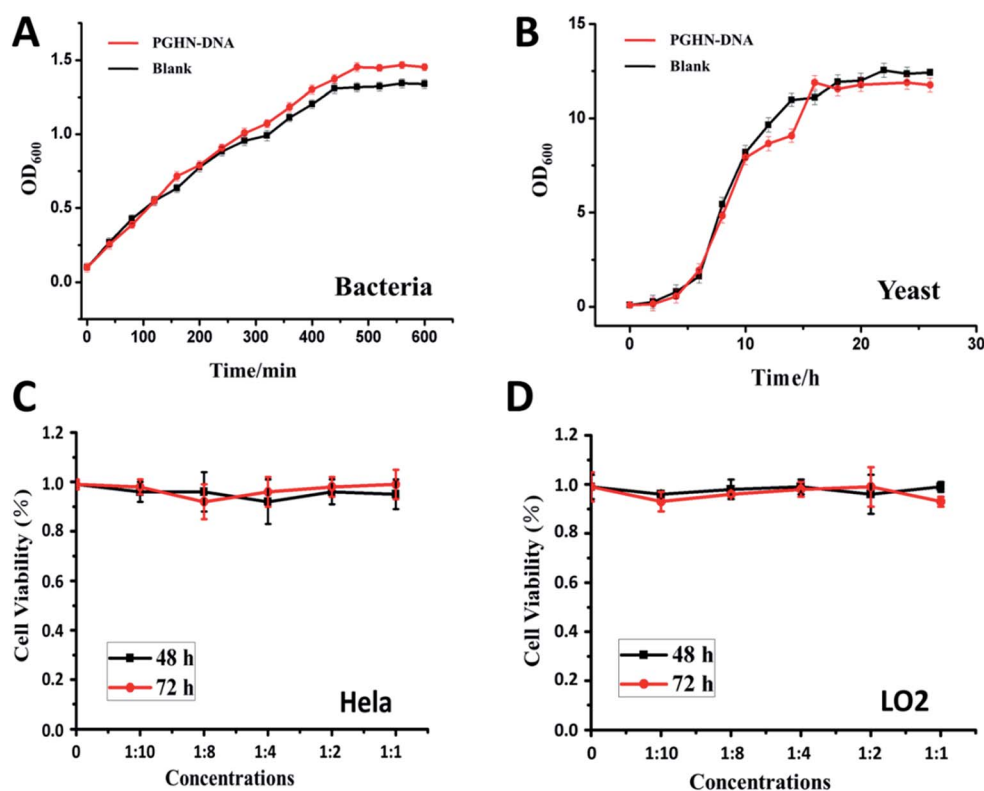 A
PGHN-DNA
Blank
1.5
1.0
0.5
0.0
OD600
Bacteria
0 100 200 300 400 500 600
Time/min
B
PGHN-DNA
Blank
15
10
5
0
OD600
Yeast
0 10 20 30
Time/h
C
1.2
1.0
0.8
0.6
0.4
0.2
0.0
Cell Viability (%)
48 h
72 h
Hela
0 1:10 1:8 1:4 1:2 1:1
Concentrations
D
1.2
1.0
0.8
0.6
0.4
0.2
0.0
Cell Viability (%)
48 h
72 h
LO2
0 1:10 1:8 1:4 1:2 1:1
Concentrations